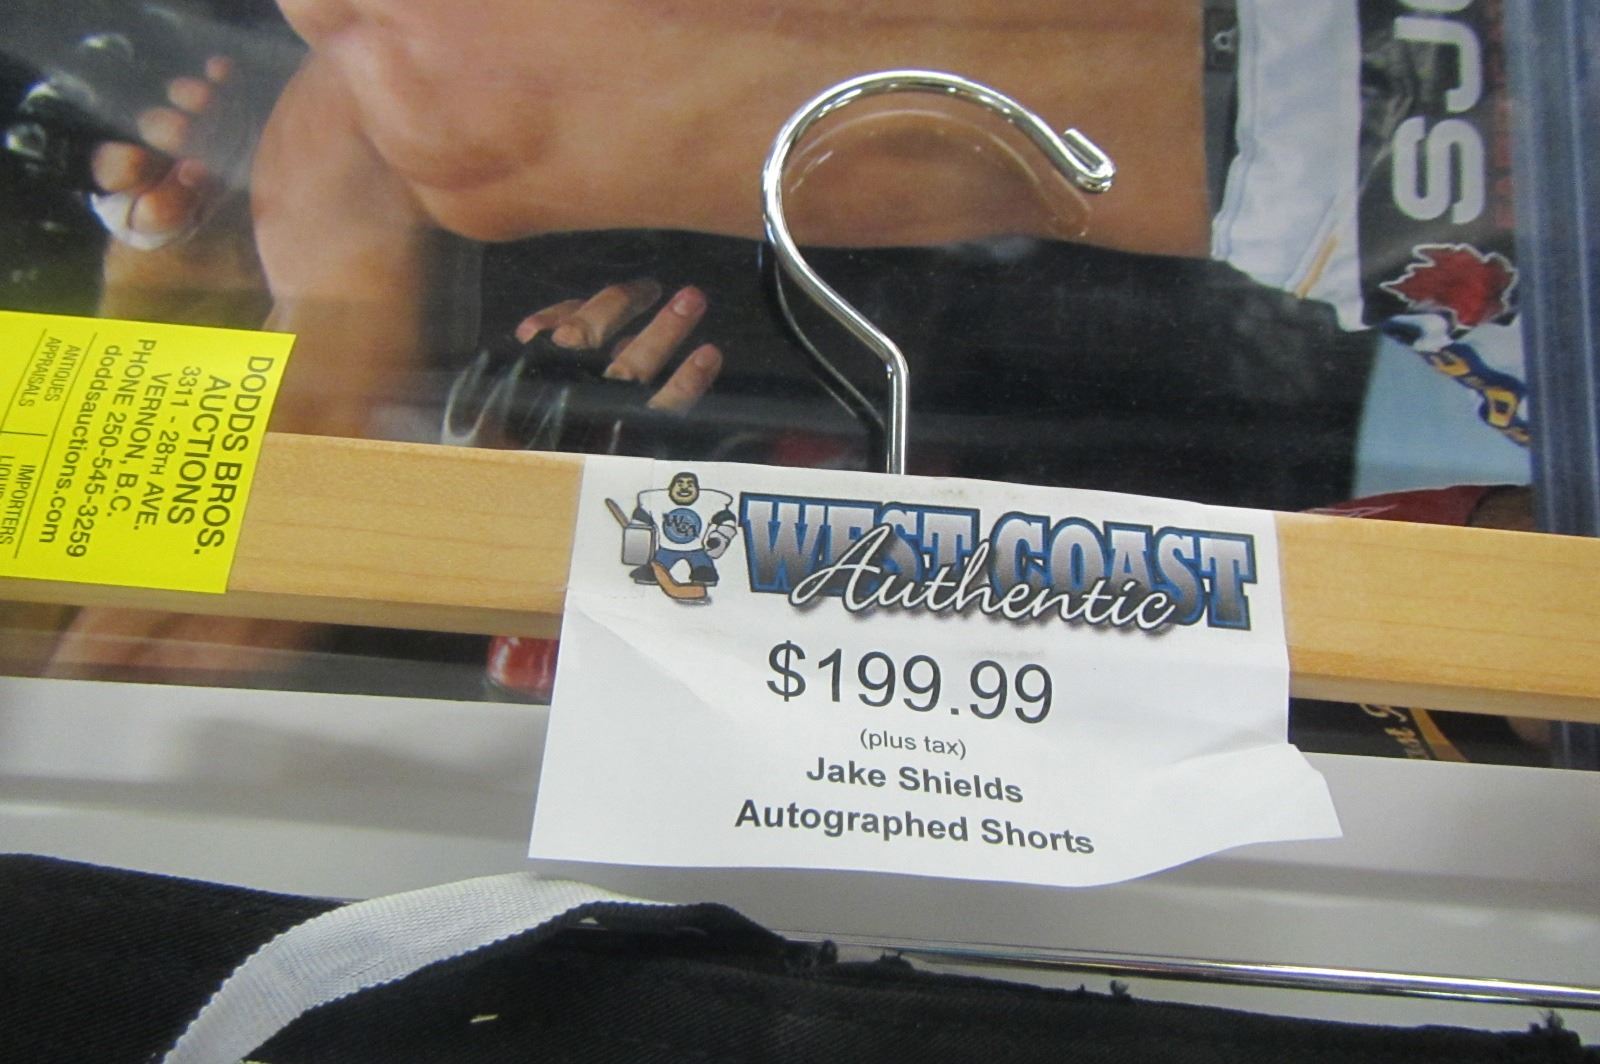 DODDS BROS.
AUCTIONS
3311 - 28TH AVE.
VERNON, B.C.
PHONE 250-545-3259
doddsauctions.com
ANTIQUES
APPRAISALS
IMPORTERS
WEST COAST
Authentic
$199.99
(plus tax)
Jake Shields
Autographed Shorts